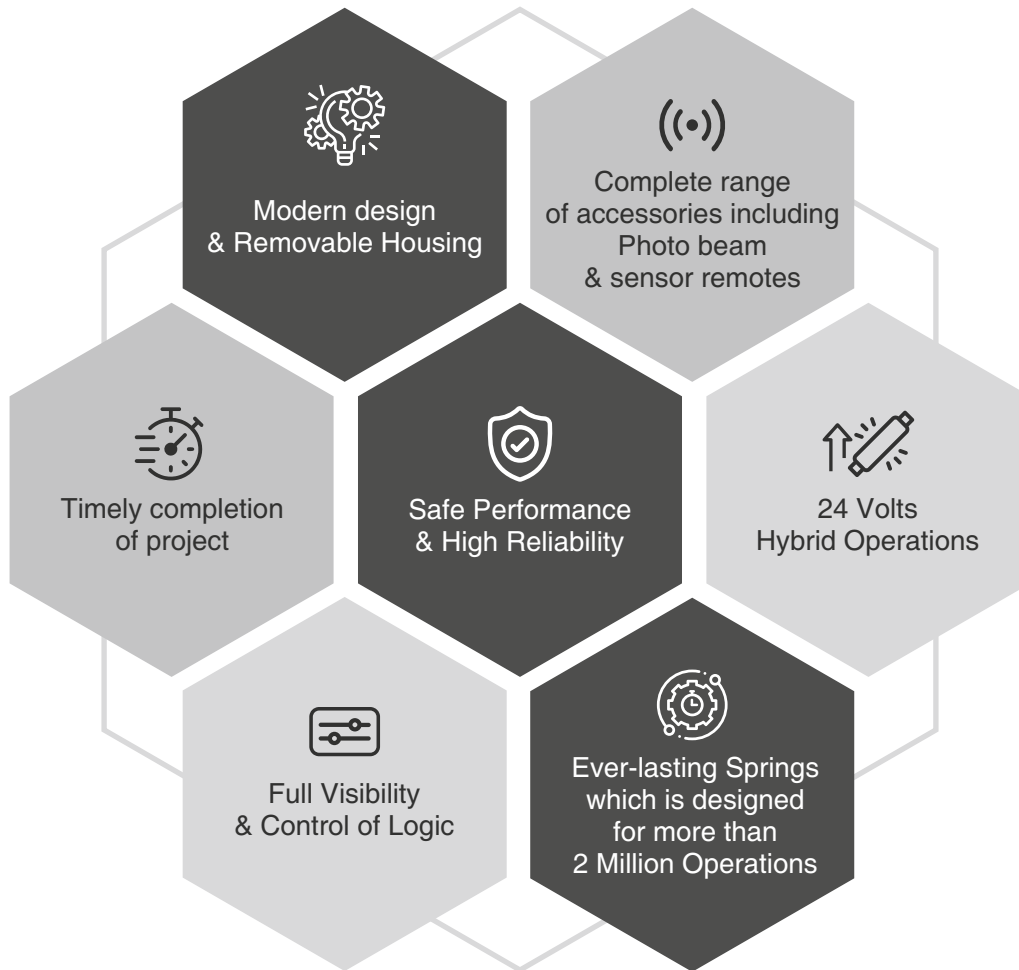 Modern design
& Removable Housing
Complete range
of accessories including
Photo beam
& sensor remotes
Timely completion
of project
Safe Performance
& High Reliability
24 Volts
Hybrid Operations
Full Visibility
& Control of Logic
Ever-lasting Springs
which is designed
for more than
2 Million Operations